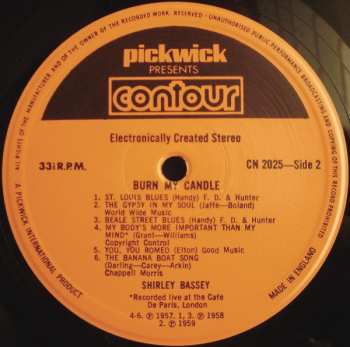 ALL RIGHTS OF THE MANUFACTURER AND OF THE OWNER OF THE RECORDED WORK RESERVED · UNAUTHORISED PUBLIC PERFORMANCE BROADCASTING AND COPYING OF THIS RECORD PROHIBITED
pickwick
PRESENTS
contour
Electronically Created Stereo
33⅓ R.P.M.
CN 2025—Side 2
BURN MY CANDLE
1. ST. LOUIS BLUES (Handy) F. D. & Hunter
2. THE GYPSY IN MY SOUL (Jaffe—Boland)
World Wide Music
3. BEALE STREET BLUES (Handy) F. D. & Hunter
4. MY BODY'S MORE IMPORTANT THAN MY
MIND* (Grant—Williams)
Copyright Control
5. YOU, YOU ROMEO (Elton) Good Music
6. THE BANANA BOAT SONG
(Darling—Carey—Arkin)
Chappell Morris
SHIRLEY BASSEY
*Recorded live at the Cafe
De Paris, London
4-6. ℗ 1957. 1, 3. ℗ 1958
2. ℗ 1959
A PICKWICK INTERNATIONAL PRODUCT
MADE IN ENGLAND